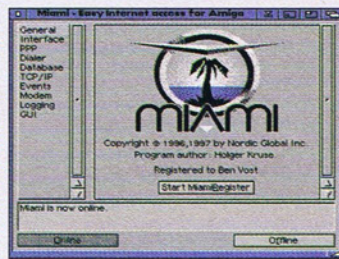 Miami - Easy Internet access for Amiga
General
Interface
PPP
Dialer
Database
TCP/IP
Events
Modem
Logging
GUI
MIAMI
Copyright © 1996,1997 by Nordic Global Inc.
Program author: Holger Kruse
Registered to Ben Vost
Start MiamiRegister
Miami is now online.
Online
Offline